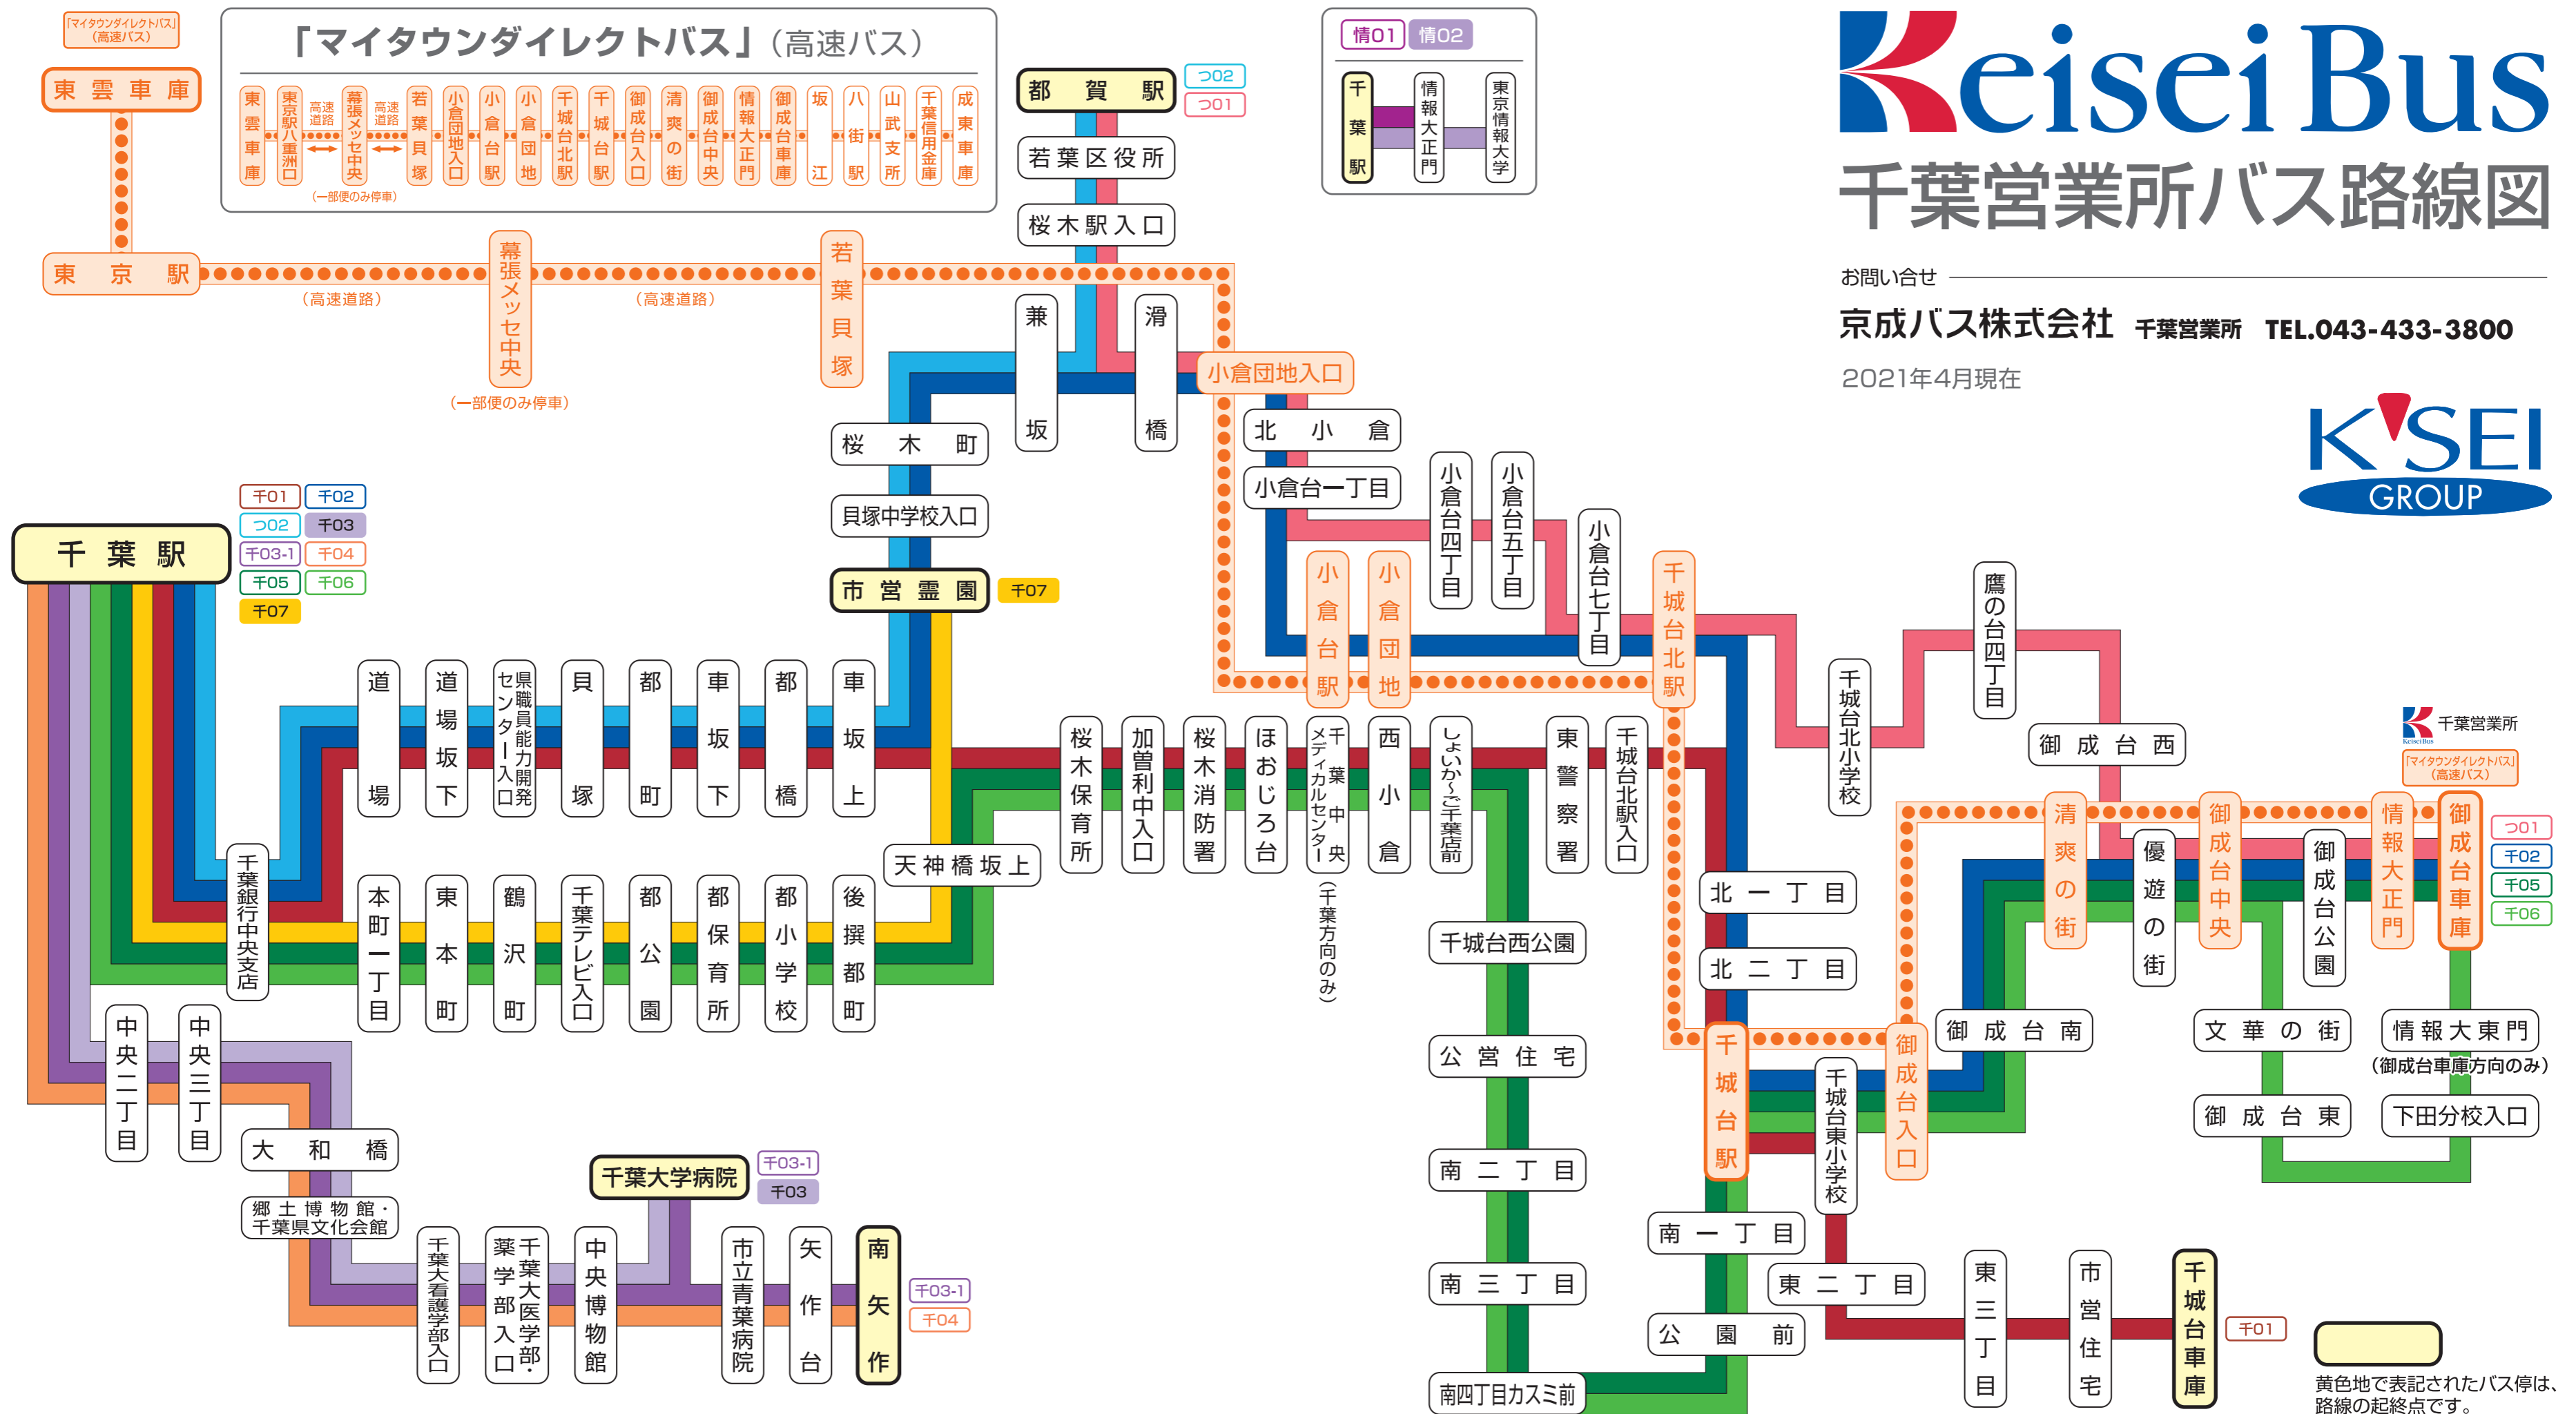 「マイタウンダイレクトバス」
（高速バス）
東雲車庫
東京駅
「マイタウンダイレクトバス」（高速バス）
東雲車庫
東京駅八重洲口
高速道路
幕張メッセ中央
高速道路
若葉貝塚
小倉団地入口
小倉台駅
小倉団地
千城台北駅
千城台駅
御成台入口
清爽の街
御成台中央
情報大正門
御成台車庫
坂江
八街駅
山武支所
千葉信用金庫
成東車庫
（一部便のみ停車）
都賀駅
つ02
つ01
若葉区役所
桜木駅入口
情01 情02
千葉駅
情報大正門
東京情報大学
Keisei Bus
千葉営業所バス路線図
お問い合せ
京成バス株式会社 千葉営業所 TEL.043-433-3800
2021年4月現在
K'SEI
GROUP
（高速道路）
幕張メッセ中央
（一部便のみ停車）
（高速道路）
若葉貝塚
兼坂
滑橋
小倉団地入口
桜木町
貝塚中学校入口
市営霊園
千07
北小倉
小倉台一丁目
小倉台四丁目
小倉台五丁目
小倉台七丁目
小倉台駅
小倉団地
千城台北駅
千城台北小学校
鷹の台四丁目
御成台西
千葉駅
千01 千02
つ02 千03
千03-1 千04
千05 千06
千07
道場
道場坂下
県職員能力開発
センター入口
貝塚
都町
車坂下
都橋
車坂上
千葉銀行中央支店
本町一丁目
東本町
鶴沢町
千葉テレビ入口
都公園
都保育所
都小学校
後撰都町
天神橋坂上
桜木保育所
加曽利中入口
桜木消防署
ほおじろ台
千葉中央
メディカルセンター
（千葉方向のみ）
西小倉
しょいか～ご千葉店前
東警察署
千城台北駅入口
千城台西公園
公営住宅
南二丁目
南三丁目
南四丁目カスミ前
北一丁目
北二丁目
千城台駅
南一丁目
公園前
千城台東小学校
御成台入口
東二丁目
東三丁目
市営住宅
千城台車庫
千01
御成台南
清爽の街
優遊の街
御成台中央
御成台公園
情報大正門
KeiseiBus
千葉営業所
「マイタウンダイレクトバス」
（高速バス）
御成台車庫
つ01
千02
千05
千06
文華の街
御成台東
情報大東門
（御成台車庫方向のみ）
下田分校入口
中央二丁目
中央三丁目
大和橋
郷土博物館・
千葉県文化会館
千葉大看護学部入口
千葉大医学部・
薬学部入口
中央博物館
千葉大学病院
千03-1
千03
市立青葉病院
矢作台
南矢作
千03-1
千04
黄色地で表記されたバス停は、
路線の起終点です。